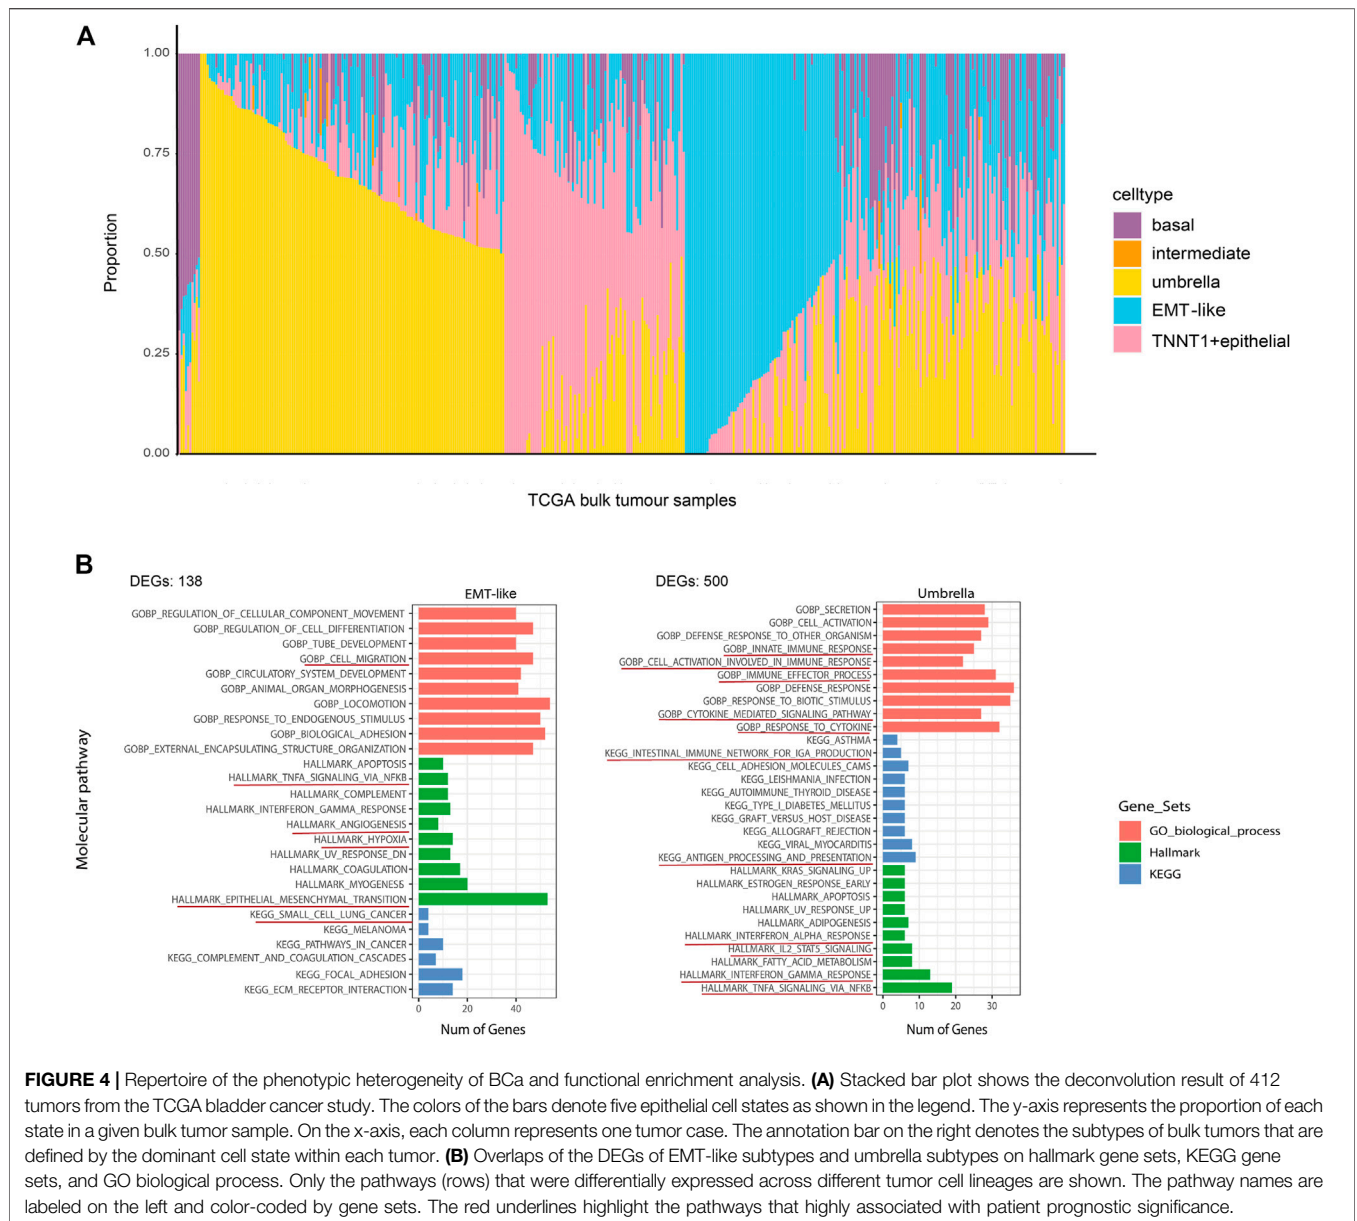 A
1.00
0.75
0.50
0.25
0.00
Proportion
TCGA bulk tumour samples
celltype
basal
intermediate
umbrella
EMT-like
TNNT1+epithelial
B
DEGs: 138
EMT-like
Molecular pathway
GOBP_REGULATION_OF_CELLULAR_COMPONENT_MOVEMENT
GOBP_REGULATION_OF_CELL_DIFFERENTIATION
GOBP_TUBE_DEVELOPMENT
GOBP_CELL_MIGRATION
GOBP_CIRCULATORY_SYSTEM_DEVELOPMENT
GOBP_ANIMAL_ORGAN_MORPHOGENESIS
GOBP_LOCOMOTION
GOBP_RESPONSE_TO_ENDOGENOUS_STIMULUS
GOBP_BIOLOGICAL_ADHESION
GOBP_EXTERNAL_ENCAPSULATING_STRUCTURE_ORGANIZATION
HALLMARK_APOPTOSIS
HALLMARK_TNFA_SIGNALING_VIA_NFKB
HALLMARK_COMPLEMENT
HALLMARK_INTERFERON_GAMMA_RESPONSE
HALLMARK_ANGIOGENESIS
HALLMARK_HYPOXIA
HALLMARK_UV_RESPONSE_DN
HALLMARK_COAGULATION
HALLMARK_MYOGENESIS
HALLMARK_EPITHELIAL_MESENCHYMAL_TRANSITION
KEGG_SMALL_CELL_LUNG_CANCER
KEGG_MELANOMA
KEGG_PATHWAYS_IN_CANCER
KEGG_COMPLEMENT_AND_COAGULATION_CASCADES
KEGG_FOCAL_ADHESION
KEGG_ECM_RECEPTOR_INTERACTION
0 20 40
Num of Genes
DEGs: 500
Umbrella
GOBP_SECRETION
GOBP_CELL_ACTIVATION
GOBP_DEFENSE_RESPONSE_TO_OTHER_ORGANISM
GOBP_INNATE_IMMUNE_RESPONSE
GOBP_CELL_ACTIVATION_INVOLVED_IN_IMMUNE_RESPONSE
GOBP_IMMUNE_EFFECTOR_PROCESS
GOBP_DEFENSE_RESPONSE
GOBP_RESPONSE_TO_BIOTIC_STIMULUS
GOBP_CYTOKINE_MEDIATED_SIGNALING_PATHWAY
GOBP_RESPONSE_TO_CYTOKINE
KEGG_ASTHMA
KEGG_INTESTINAL_IMMUNE_NETWORK_FOR_IGA_PRODUCTION
KEGG_CELL_ADHESION_MOLECULES_CAMS
KEGG_LEISHMANIA_INFECTION
KEGG_AUTOIMMUNE_THYROID_DISEASE
KEGG_TYPE_I_DIABETES_MELLITUS
KEGG_GRAFT_VERSUS_HOST_DISEASE
KEGG_ALLOGRAFT_REJECTION
KEGG_VIRAL_MYOCARDITIS
KEGG_ANTIGEN_PROCESSING_AND_PRESENTATION
HALLMARK_KRAS_SIGNALING_UP
HALLMARK_ESTROGEN_RESPONSE_EARLY
HALLMARK_APOPTOSIS
HALLMARK_UV_RESPONSE_UP
HALLMARK_ADIPOGENESIS
HALLMARK_INTERFERON_ALPHA_RESPONSE
HALLMARK_IL2_STAT5_SIGNALING
HALLMARK_FATTY_ACID_METABOLISM
HALLMARK_INTERFERON_GAMMA_RESPONSE
HALLMARK_TNFA_SIGNALING_VIA_NFKB
0 10 20 30
Num of Genes
Gene_Sets
GO_biological_process
Hallmark
KEGG
FIGURE 4 | Repertoire of the phenotypic heterogeneity of BCa and functional enrichment analysis. (A) Stacked bar plot shows the deconvolution result of 412
tumors from the TCGA bladder cancer study. The colors of the bars denote five epithelial cell states as shown in the legend. The y-axis represents the proportion of each
state in a given bulk tumor sample. On the x-axis, each column represents one tumor case. The annotation bar on the right denotes the subtypes of bulk tumors that are
defined by the dominant cell state within each tumor. (B) Overlaps of the DEGs of EMT-like subtypes and umbrella subtypes on hallmark gene sets, KEGG gene
sets, and GO biological process. Only the pathways (rows) that were differentially expressed across different tumor cell lineages are shown. The pathway names are
labeled on the left and color-coded by gene sets. The red underlines highlight the pathways that highly associated with patient prognostic significance.